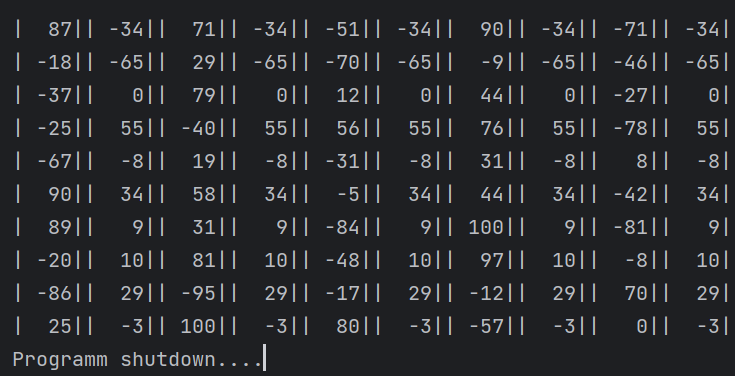 |  87|| -34||  71|| -34|| -51|| -34||  90|| -34|| -71|| -34|
| -18|| -65||  29|| -65|| -70|| -65||  -9|| -65|| -46|| -65|
| -37||   0||  79||   0||  12||   0||  44||   0|| -27||   0|
| -25||  55|| -40||  55||  56||  55||  76||  55|| -78||  55|
| -67||  -8||  19||  -8|| -31||  -8||  31||  -8||   8||  -8|
|  90||  34||  58||  34||  -5||  34||  44||  34|| -42||  34|
|  89||   9||  31||   9|| -84||   9|| 100||   9|| -81||   9|
| -20||  10||  81||  10|| -48||  10||  97||  10||  -8||  10|
| -86||  29|| -95||  29|| -17||  29|| -12||  29||  70||  29|
|  25||  -3|| 100||  -3||  80||  -3|| -57||  -3||   0||  -3|
Programm shutdown....